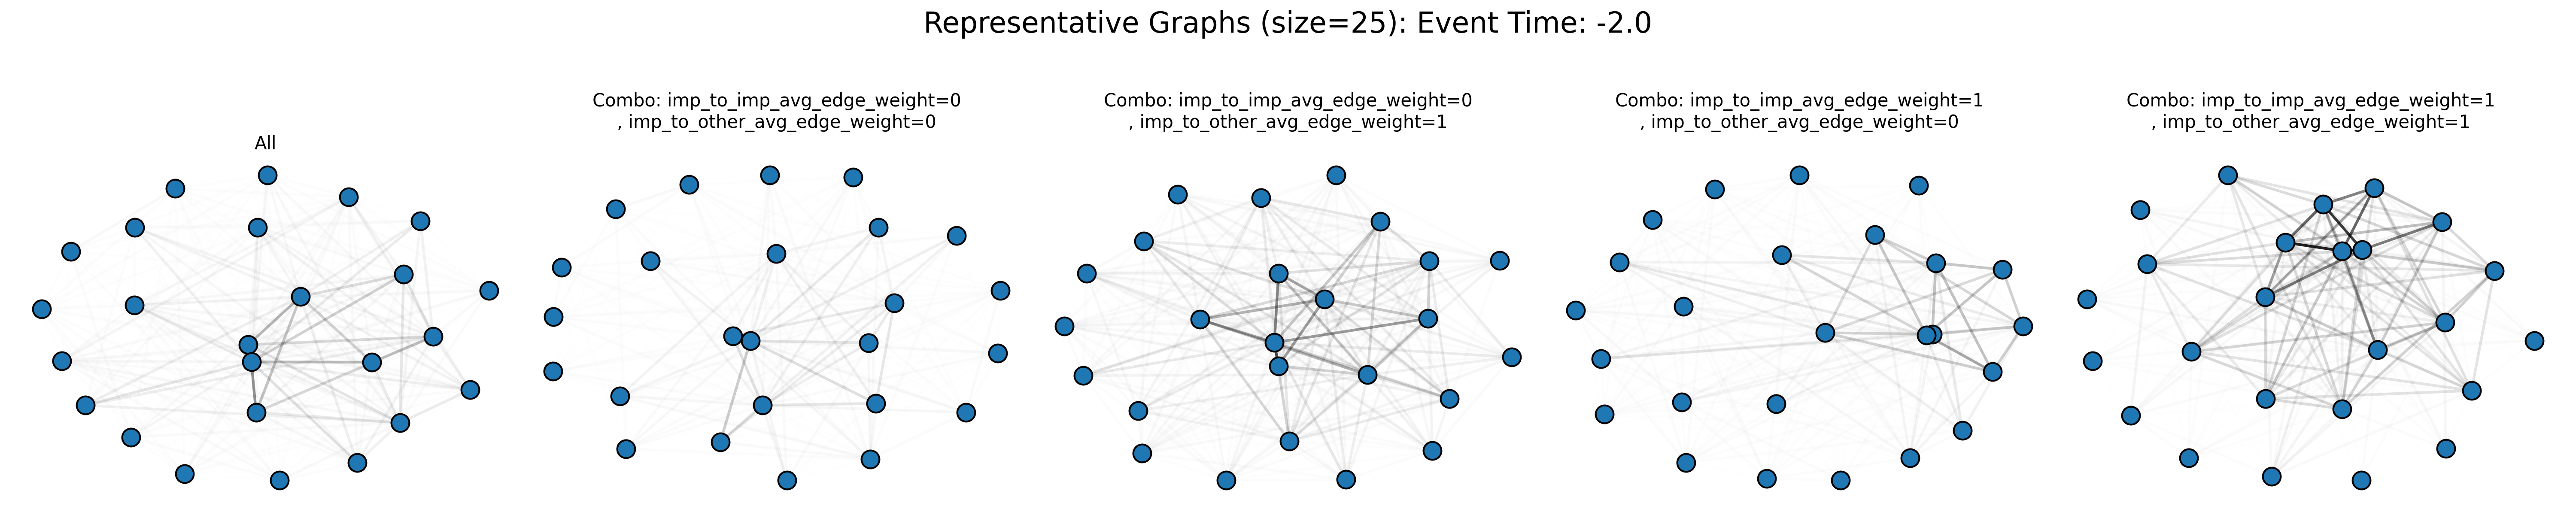 Representative Graphs (size=25): Event Time: -2.0
All
Combo: imp_to_imp_avg_edge_weight=0
, imp_to_other_avg_edge_weight=0
Combo: imp_to_imp_avg_edge_weight=0
, imp_to_other_avg_edge_weight=1
Combo: imp_to_imp_avg_edge_weight=1
, imp_to_other_avg_edge_weight=0
Combo: imp_to_imp_avg_edge_weight=1
, imp_to_other_avg_edge_weight=1